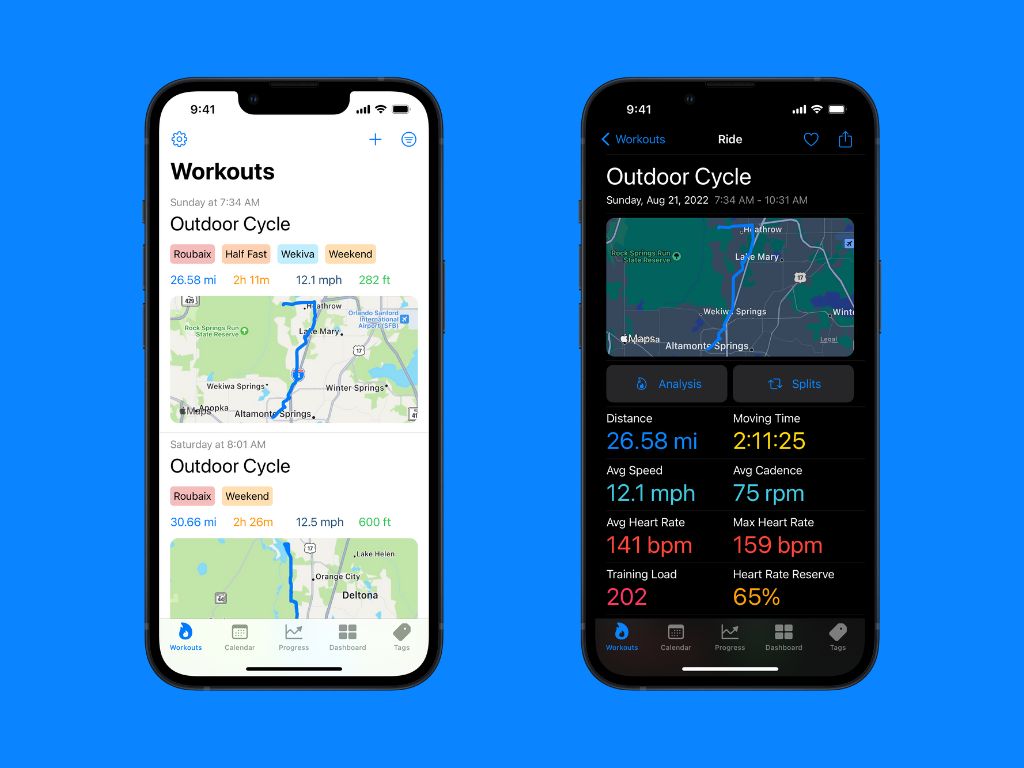 9:41
Workouts
Sunday at 7:34 AM
Outdoor Cycle
Roubaix Half Fast Wekiva Weekend
26.58 mi 2h 11m 12.1 mph 282 ft
429
Heathrow
Orlando Sanford
International
Airport (SFB)
Rock Springs Run
State Reserve
Lake Mary
17
Wekiwa Springs
Winter Springs
Apopka
Maps
Altamonte Springs
41
Saturday at 8:01 AM
Outdoor Cycle
Roubaix Weekend
30.66 mi 2h 26m 12.5 mph 600 ft
17
Lake Helen
Orange City
44
Deltona
Workouts Calendar Progress Dashboard Tags
9:41
Workouts Ride
Outdoor Cycle
Sunday, Aug 21, 2022 7:34 AM - 10:31 AM
Heathrow
Rock Springs Run
State Reserve
Lake Mary
17
Wekiwa Springs
Wint
Maps
Legal
Altamonte Springs
Analysis Splits
Distance Moving Time
26.58 mi 2:11:25
Avg Speed Avg Cadence
12.1 mph 75 rpm
Avg Heart Rate Max Heart Rate
141 bpm 159 bpm
Training Load Heart Rate Reserve
202 65%
Workouts Calendar Progress Dashboard Tags